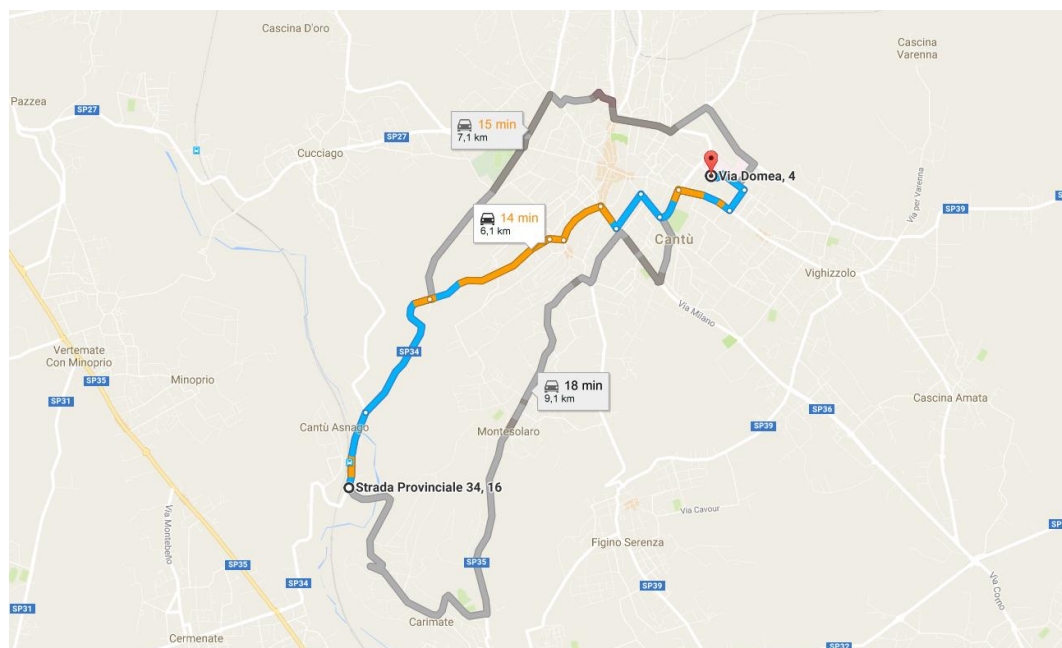 Cascina D'oro
Cascina
Varenna
Pazzea
SP27
15 min
7,1 km
SP27
Cucciago
Via Domea, 4
SP39
Via per Varenna
14 min
6,1 km
Cantù
Vighizzolo
Via Milano
SP34
Vertemate
Con Minoprio
SP35
Minoprio
18 min
9,1 km
SP31
Cascina Amata
SP36
Cantù Asnago
Montesolaro
SP39
Strada Provinciale 34, 16
Via Cavour
Via Montebeño
Figino Serenza
SP35
SP35
SP34
SP39
Via Como
SP31
Carimate
Cermenate
SP32